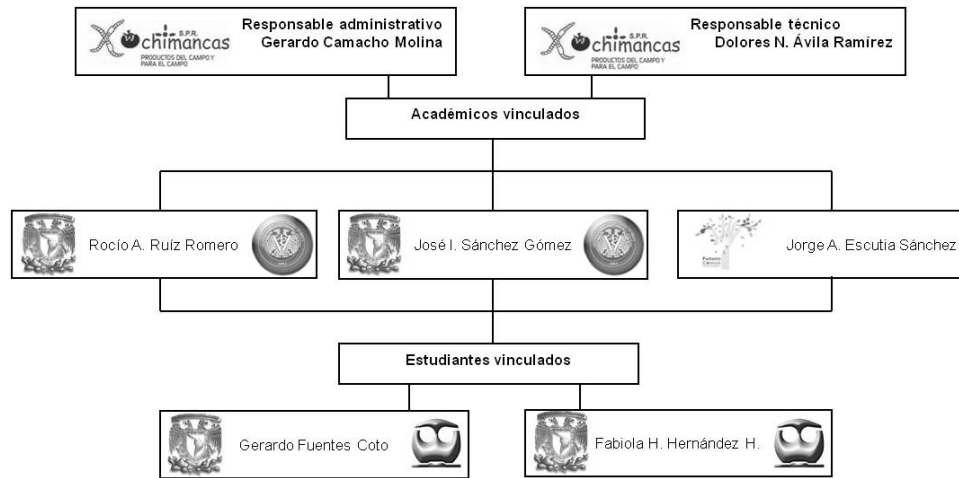 Responsable administrativo
Gerardo Camacho Molina
S.P.R.
Xochimancas
PRODUCTOS DEL CAMPO Y
PARA EL CAMPO
Responsable técnico
Dolores N. Ávila Ramírez
S.P.R.
Xochimancas
PRODUCTOS DEL CAMPO Y
PARA EL CAMPO
Académicos vinculados
Rocío A. Ruíz Romero
José I. Sánchez Gómez
Jorge A. Escutia Sánchez
Estudiantes vinculados
Gerardo Fuentes Coto
Fabiola H. Hernández H.